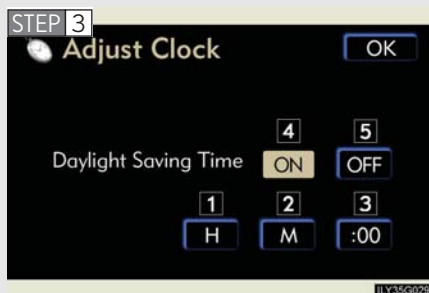 STEP 3
Adjust Clock OK
4 5
Daylight Saving Time ON OFF
1 2 3
H M :00
ILY35G029